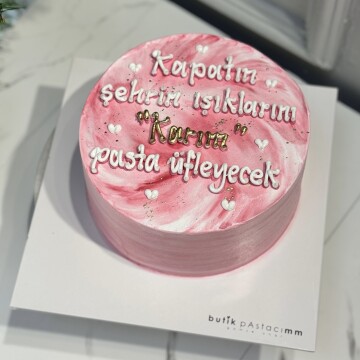 Kapatın
şehrin ışıklarını
"Karım"
pasta üfleyecek
butik pAstacımm